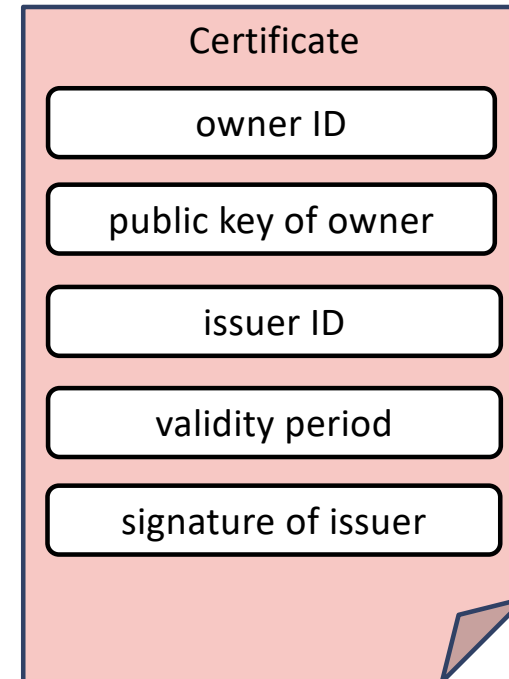 Certificate
owner ID
public key of owner
issuer ID
validity period
signature of issuer